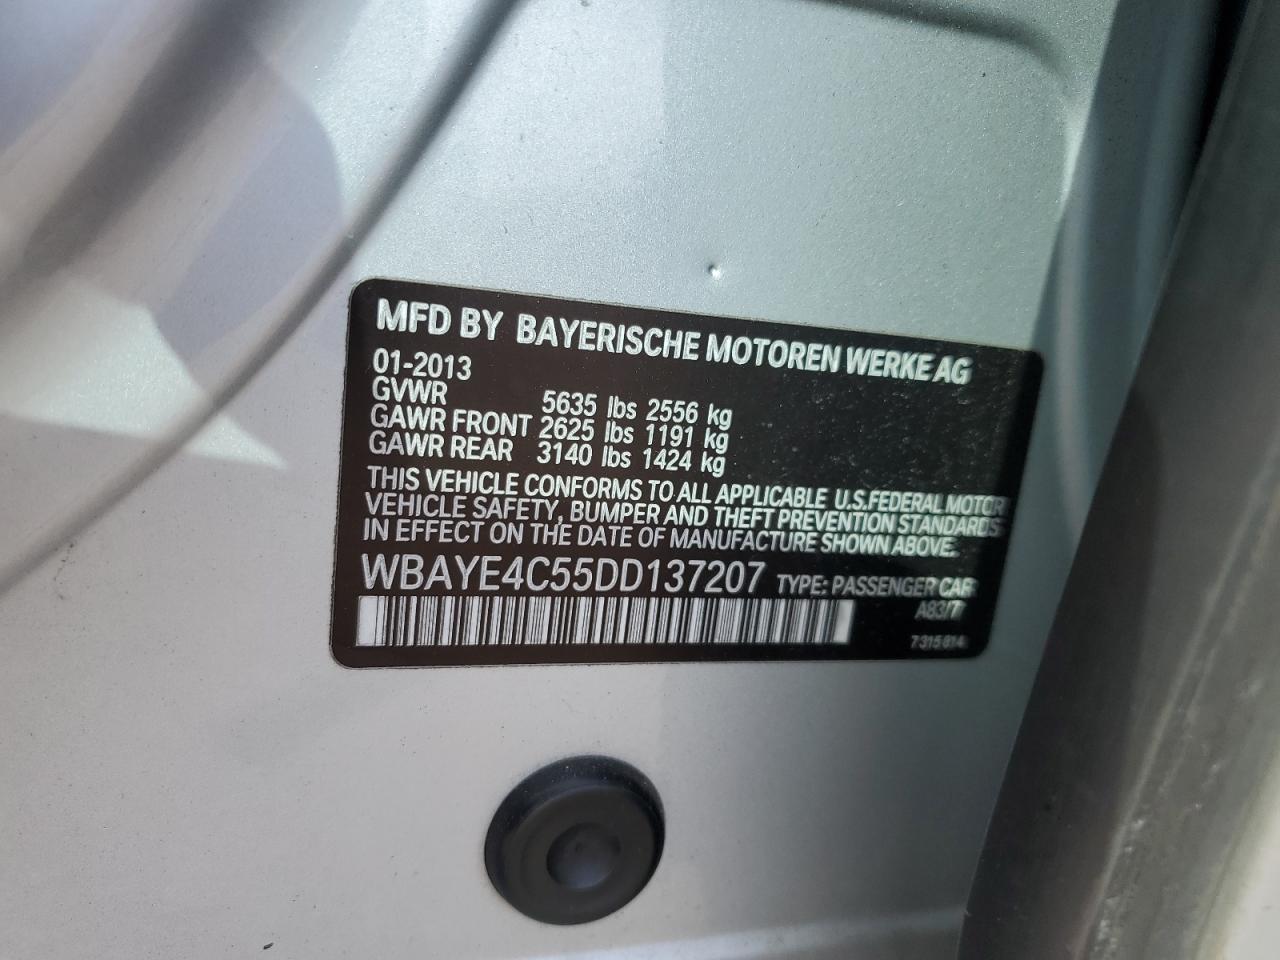 MFD BY BAYERISCHE MOTOREN WERKE AG
01-2013
GVWR 5635 lbs 2556 kg
GAWR FRONT 2625 lbs 1191 kg
GAWR REAR 3140 lbs 1424 kg
THIS VEHICLE CONFORMS TO ALL APPLICABLE U.S.FEDERAL MOTOR
VEHICLE SAFETY, BUMPER AND THEFT PREVENTION STANDARDS
IN EFFECT ON THE DATE OF MANUFACTURE SHOWN ABOVE.
WBAYE4C55DD137207 TYPE: PASSENGER CAR
A83/7
7315814